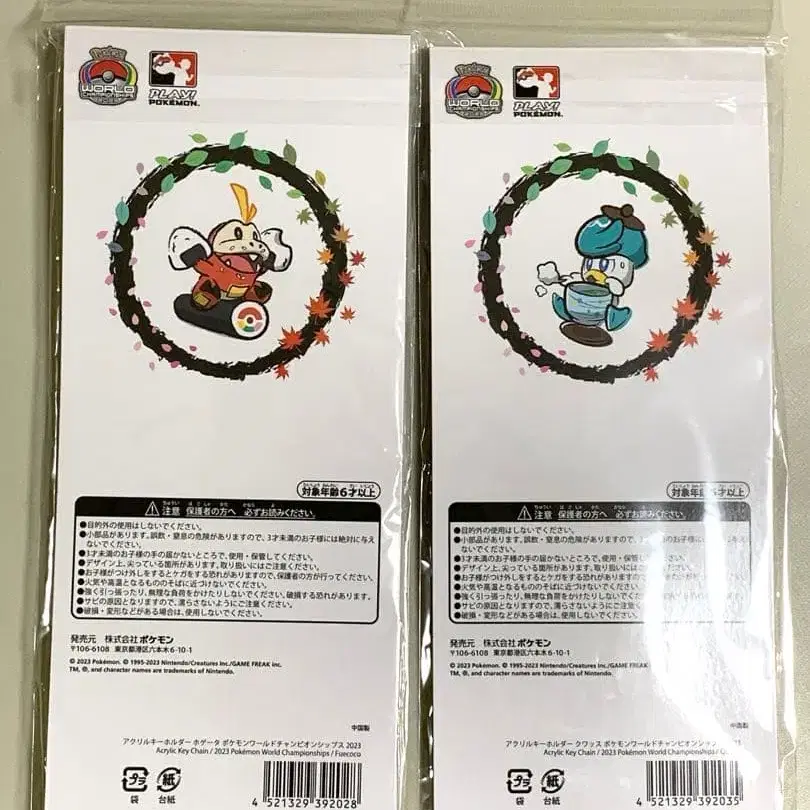 Pokémon
WORLD
CHAMPIONSHIPS
PLAY!
POKÉMON
対象年齢6才以上
注意 保護者の方へ 必ずお読みください。
●目的外の使用はしないでください。
●小部品があります。誤飲・窒息の危険がありますので、3才未満のお子様には絶対に与え
ないでください。
●3才未満のお子様の手の届かないところで、使用・保管してください。
●デザイン上、尖っている箇所があります。取り扱いにはご注意ください。
●お子様がつけ外しをするとケガをする恐れがありますので、保護者の方が行ってください。
●火気や高温となるもののそばに近づけないでください。
●強く引っ張ったり、無理な負荷をかけたりしないでください。破損する恐れがあります。
●サビの原因となりますので、濡らさないようにご注意ください。
●破損・変形などがある場合は、使用しないでください。
発売元 株式会社ポケモン
〒106-6108 東京都港区六本木6-10-1
© 2023 Pokémon. © 1995-2023 Nintendo/Creatures Inc./GAME FREAK inc.
TM, ®, and character names are trademarks of Nintendo.
中国製
アクリルキーホルダー ホゲータ ポケモンワールドチャンピオンシップス 2023
Acrylic Key Chain / 2023 Pokémon World Championships / Fuecoco
プラ
袋
紙
台紙
4 521329 392028
Pokémon
WORLD
CHAMPIONSHIPS
PLAY!
POKÉMON
対象年齢6才以上
注意 保護者の方へ 必ずお読みください。
●目的外の使用はしないでください。
●小部品があります。誤飲・窒息の危険がありますので、3才未満のお子様には絶対に与え
ないでください。
●3才未満のお子様の手の届かないところで、使用・保管してください。
●デザイン上、尖っている箇所があります。取り扱いにはご注意ください。
●お子様がつけ外しをするとケガをする恐れがありますので、保護者の方が行ってください。
●火気や高温となるもののそばに近づけないでください。
●強く引っ張ったり、無理な負荷をかけたりしないでください。破損する恐れがあります。
●サビの原因となりますので、濡らさないようにご注意ください。
●破損・変形などがある場合は、使用しないでください。
発売元 株式会社ポケモン
〒106-6108 東京都港区六本木6-10-1
© 2023 Pokémon. © 1995-2023 Nintendo/Creatures Inc./GAME FREAK inc.
TM, ®, and character names are trademarks of Nintendo.
中国製
アクリルキーホルダー クワッス ポケモンワールドチャンピオンシップス 2023
Acrylic Key Chain / 2023 Pokémon World Championships /
プラ
袋
紙
台紙
4 521329 392035